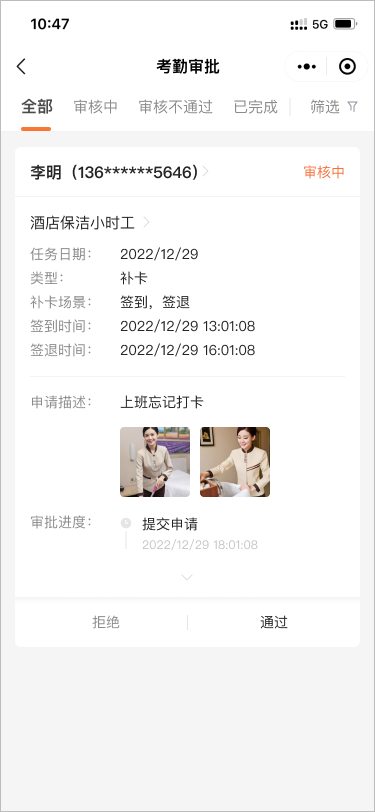 10:47 5G
考勤审批
全部 审核中 审核不通过 已完成 筛选
李明（136******5646） 审核中
酒店保洁小时工
任务日期： 2022/12/29
类型： 补卡
补卡场景： 签到，签退
签到时间： 2022/12/29 13:01:08
签退时间： 2022/12/29 16:01:08
申请描述： 上班忘记打卡
审批进度： 提交申请
2022/12/29 18:01:08
拒绝 通过